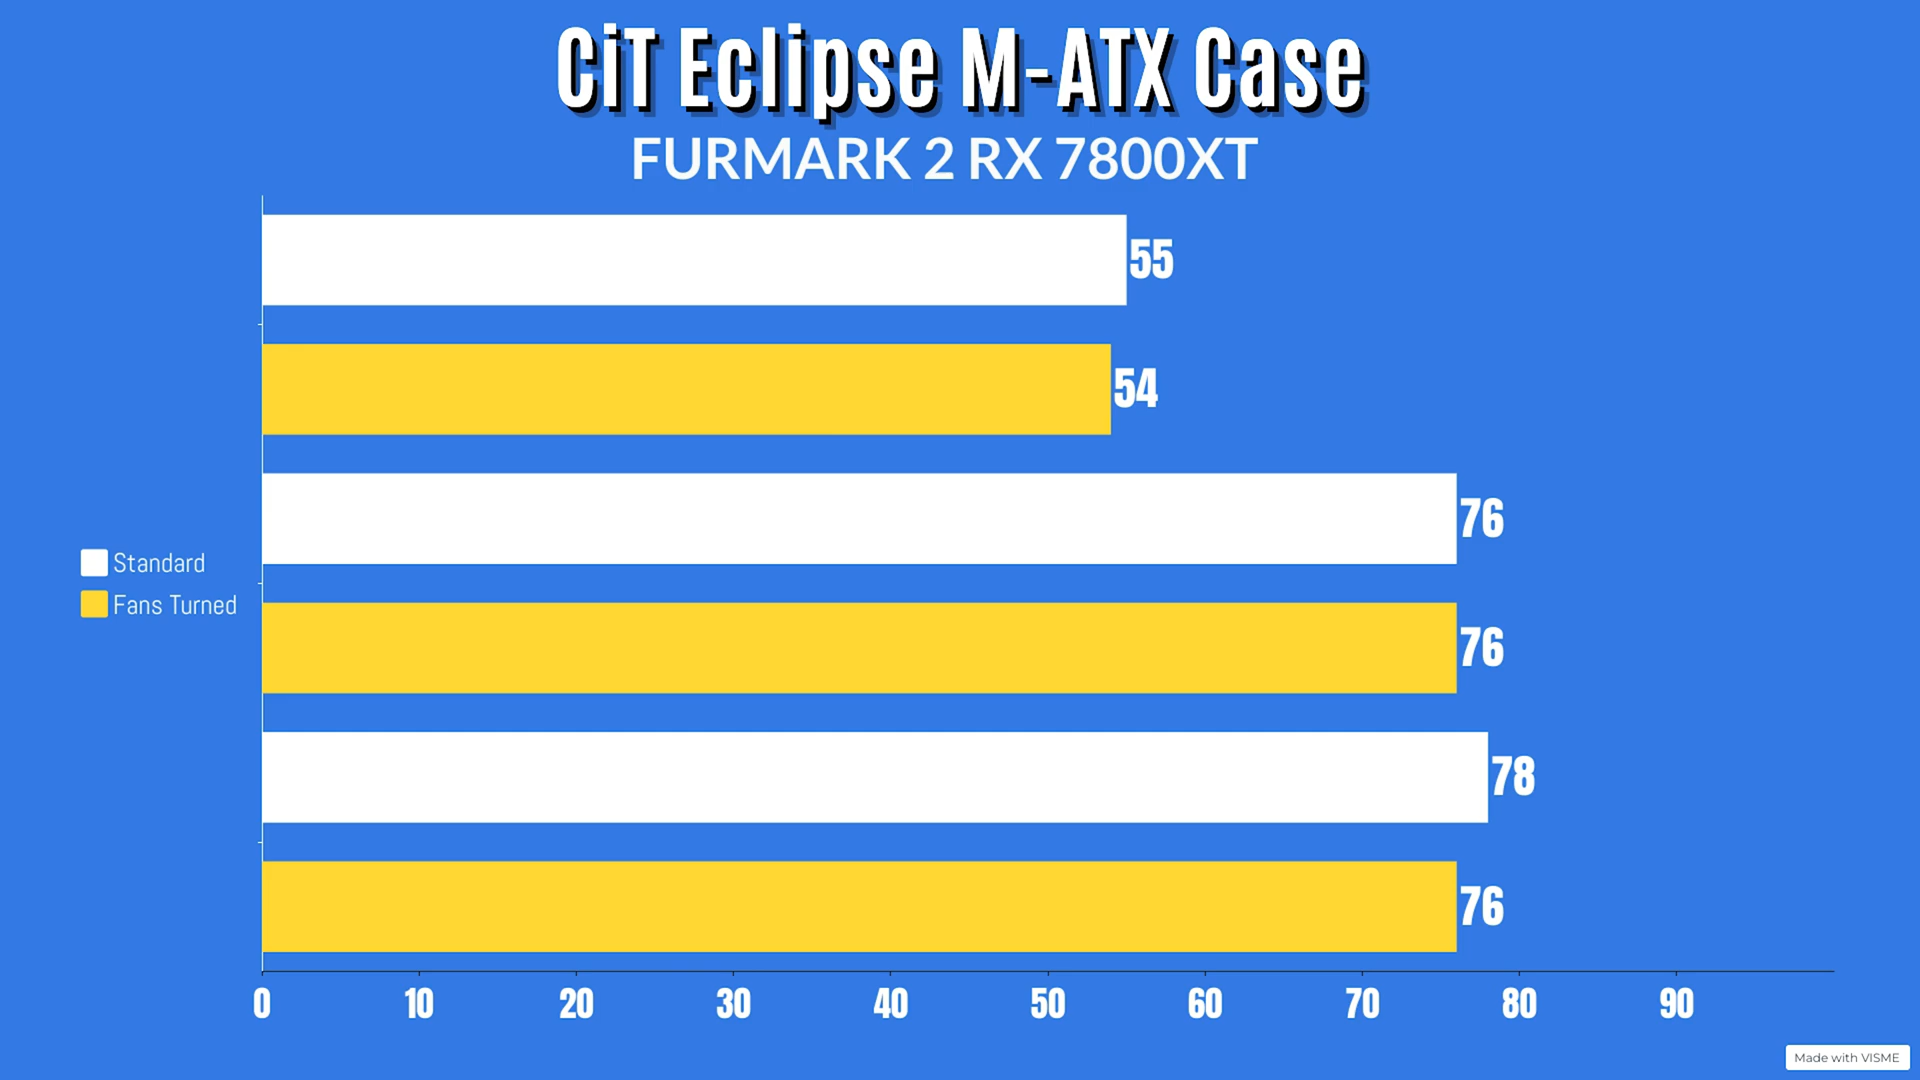 CiT Eclipse M-ATX Case
FURMARK 2 RX 7800XT
55
54
76
Standard
Fans Turned
76
78
76
0 10 20 30 40 50 60 70 80 90
Made with VISME